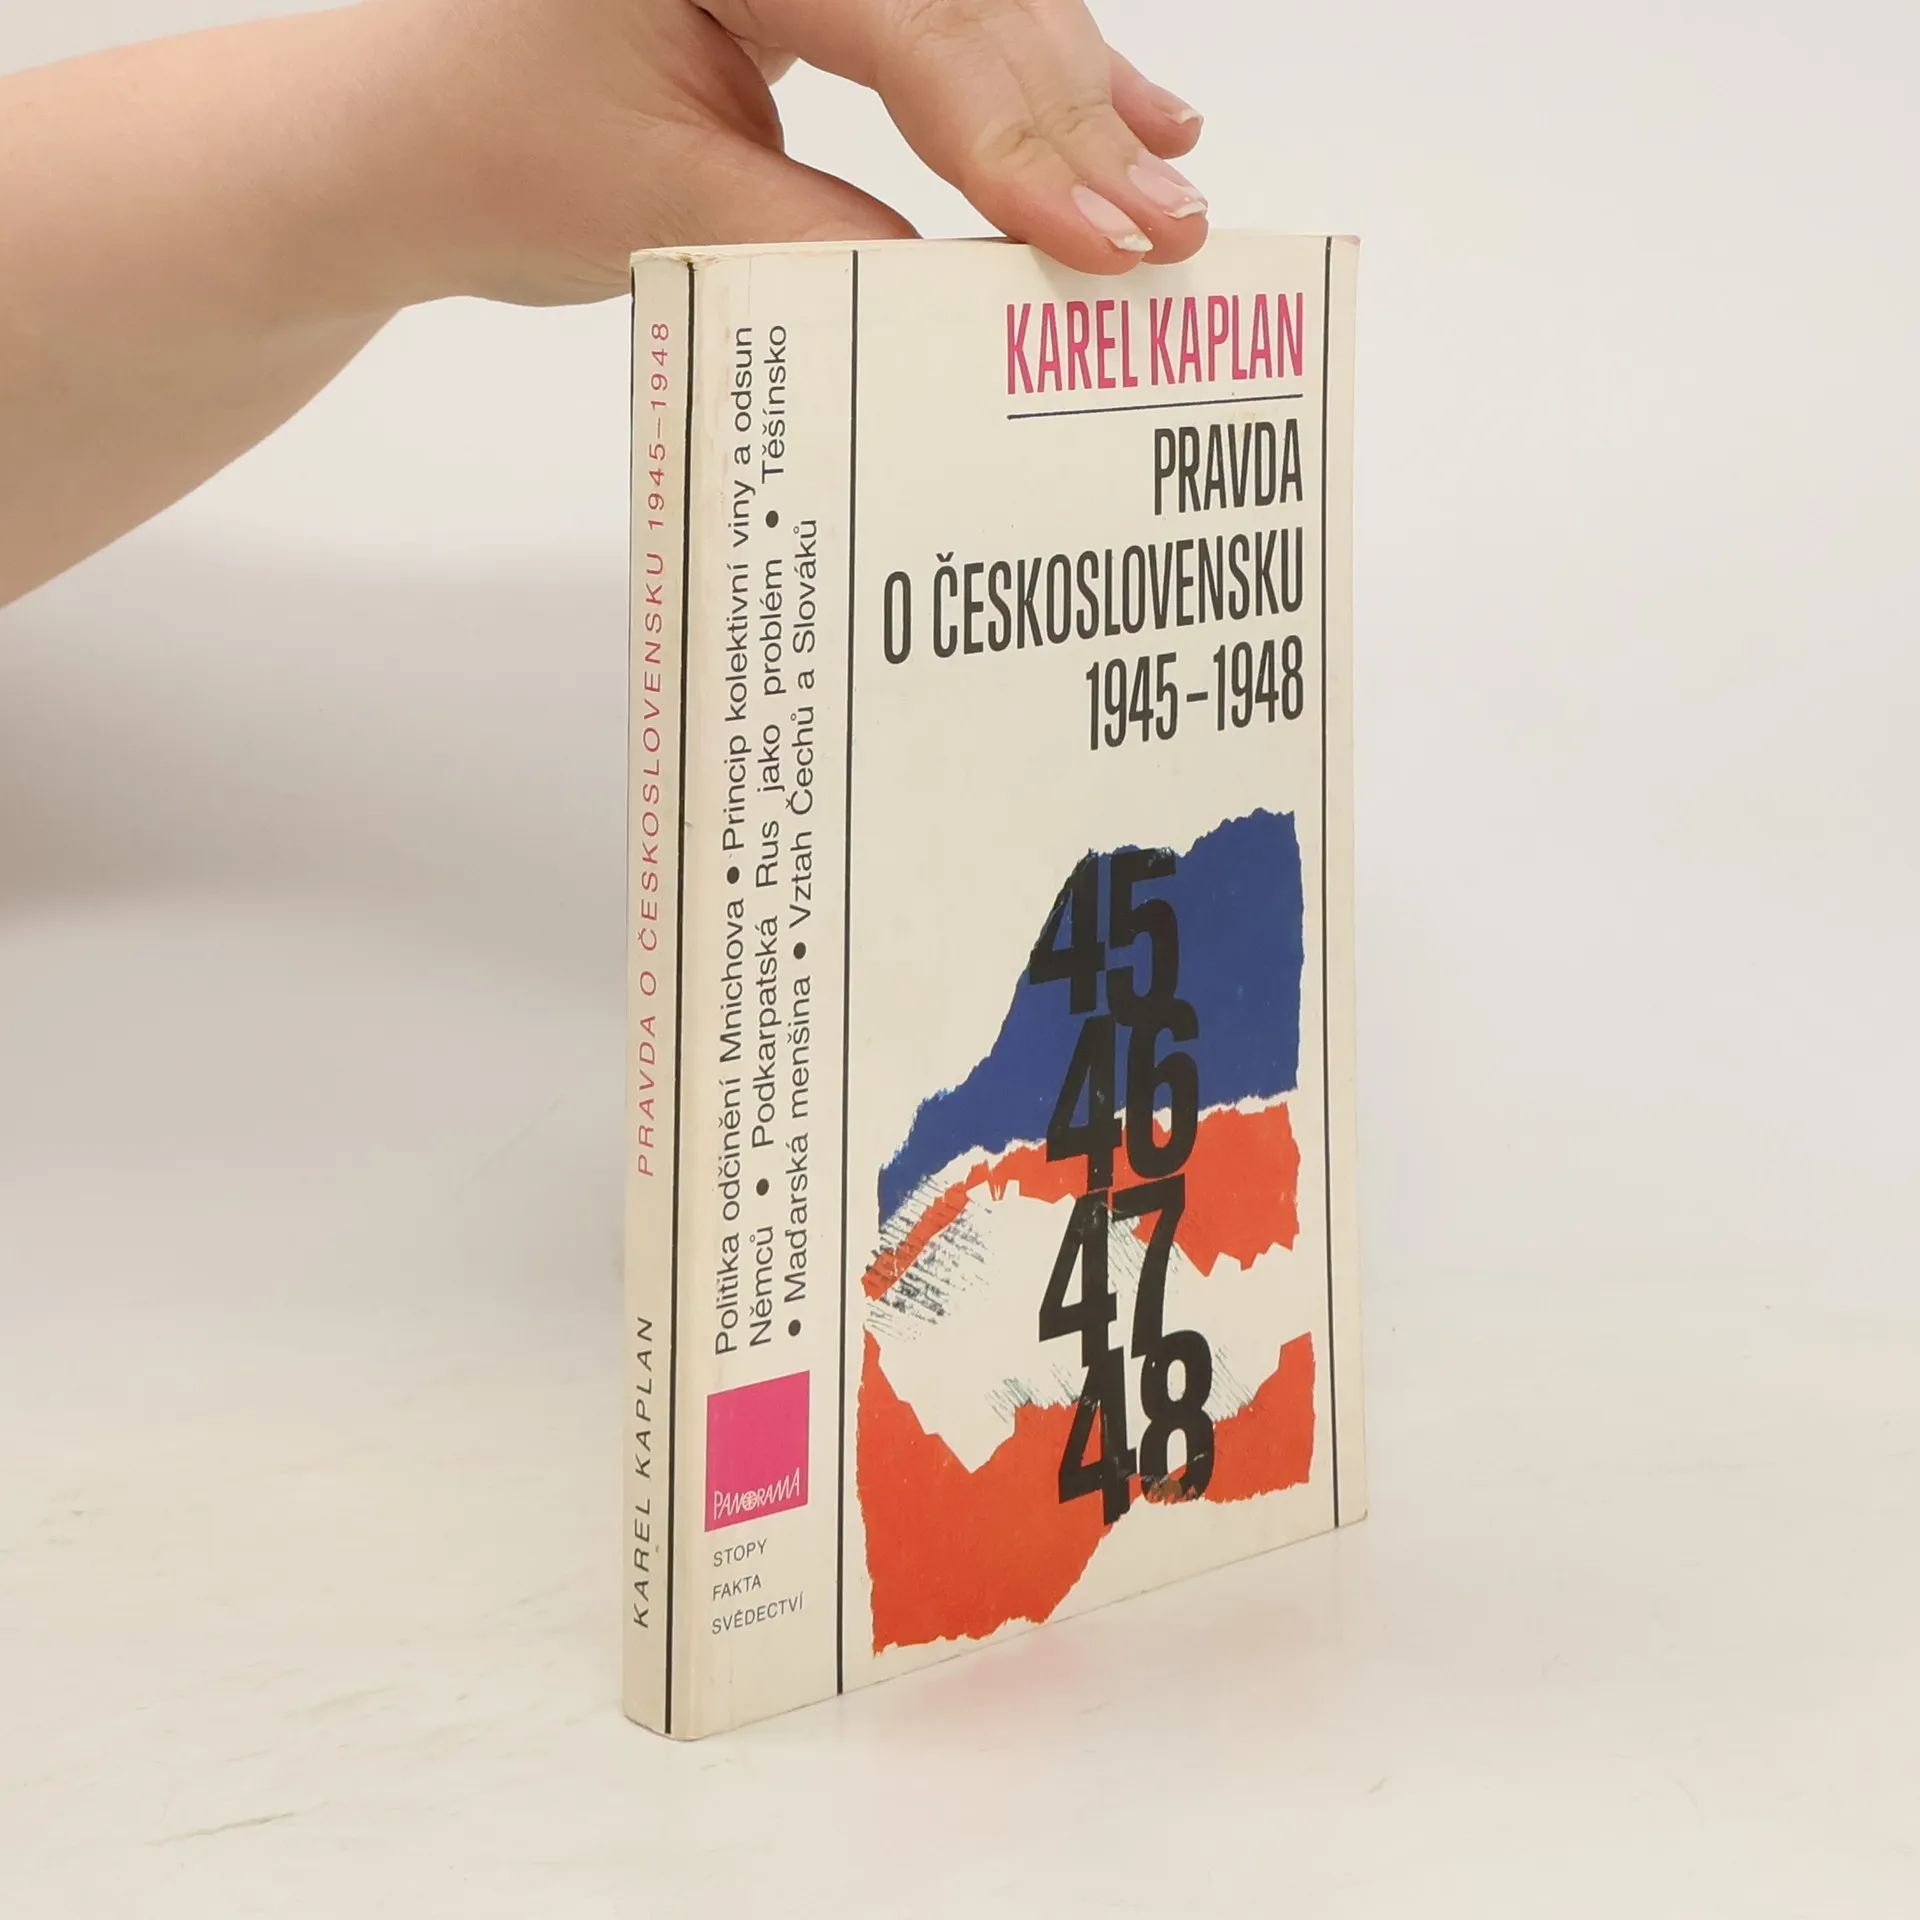 KAREL KAPLAN
PRAVDA O ČESKOSLOVENSKU 1945–1948
Politika odčinění Mnichova ● Princip kolektivní viny a odsun
Němců ● Podkarpatská Rus jako problém ● Těšínsko
● Maďarská menšina ● Vztah Čechů a Slováků
PANORAMA
STOPY
FAKTA
SVĚDECTVÍ
KAREL KAPLAN
PRAVDA
O ČESKOSLOVENSKU
1945–1948
45
46
47
48